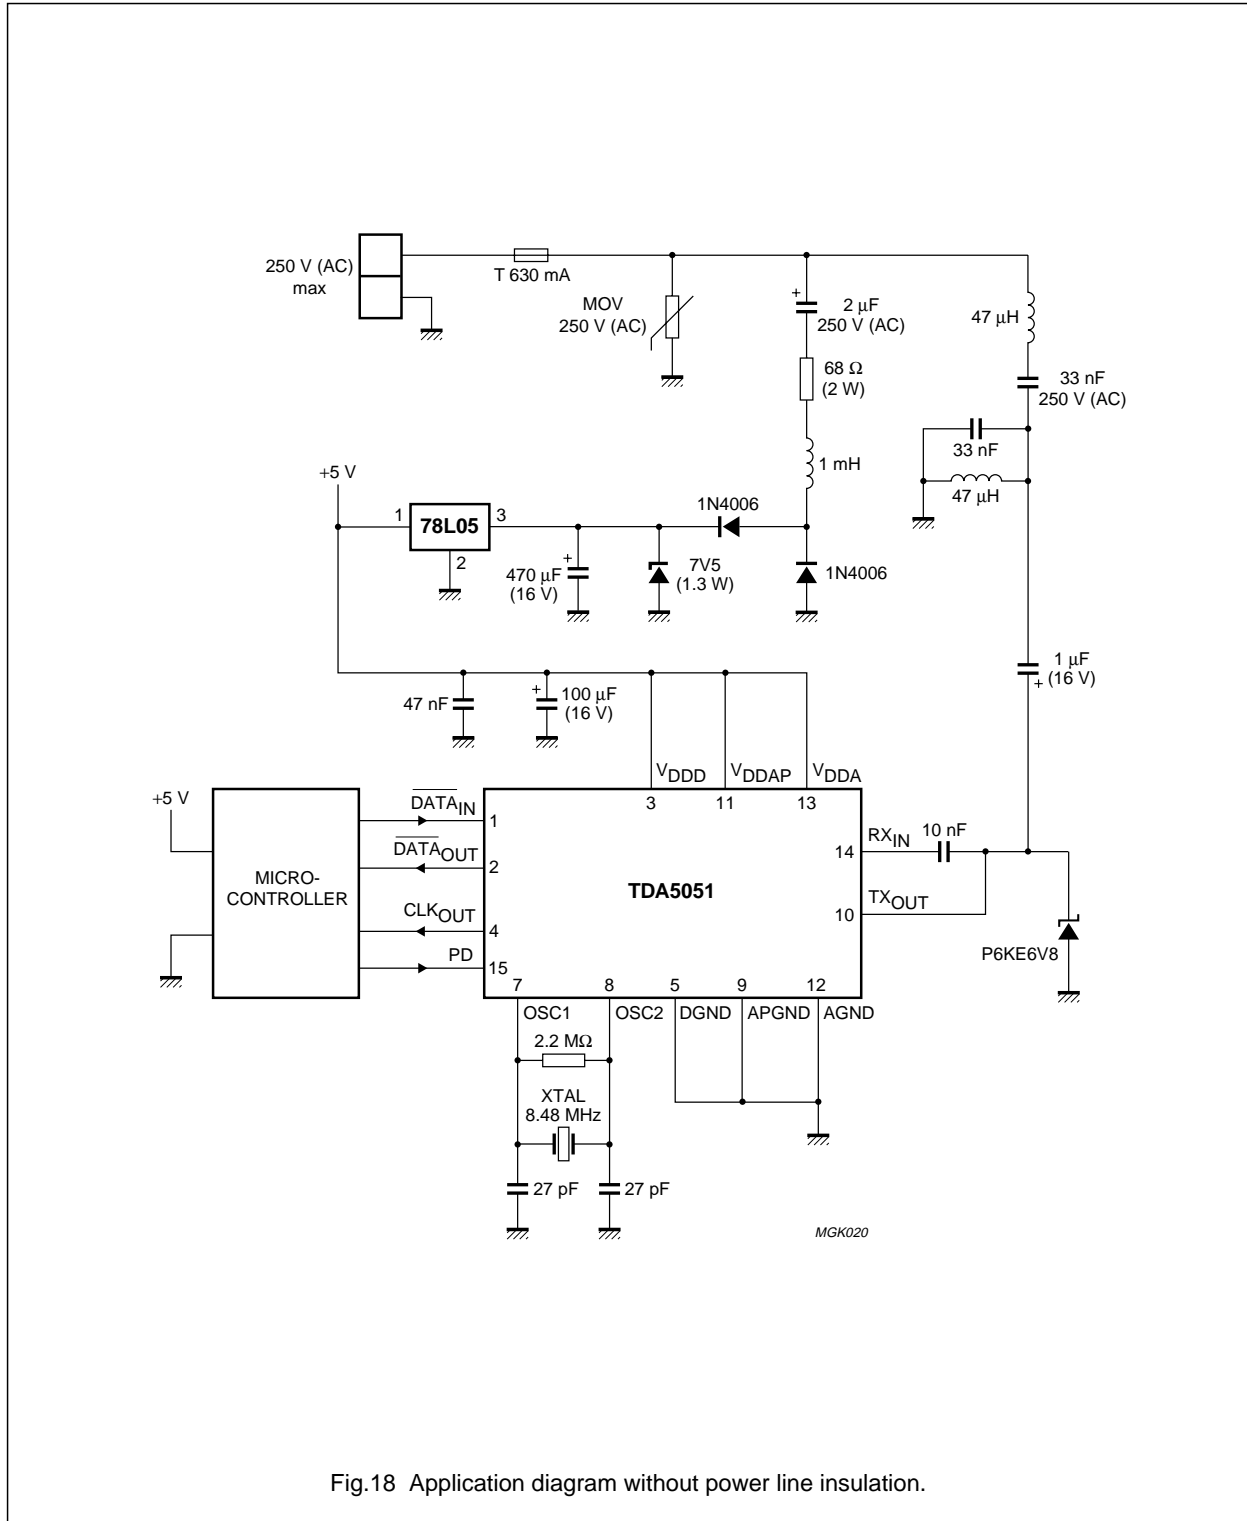 250 V (AC)
max
T 630 mA
MOV
250 V (AC)
+
2 μF
250 V (AC)
47 μH
68 Ω
(2 W)
33 nF
250 V (AC)
33 nF
1 mH
47 μH
+5 V
1
78L05
3
2
1N4006
+
470 μF
(16 V)
7V5
(1.3 W)
1N4006
1 μF
(16 V)
+
47 nF
+
100 μF
(16 V)
VDDD
VDDAP
VDDA
3
11
13
+5 V
MICRO-
CONTROLLER
DATAIN
1
DATAOUT
2
CLKOUT
4
PD
15
TDA5051
14
RXIN
10 nF
10
TXOUT
P6KE6V8
7
8
5
9
12
OSC1
OSC2
DGND
APGND
AGND
2.2 MΩ
XTAL
8.48 MHz
27 pF
27 pF
MGK020
Fig.18 Application diagram without power line insulation.